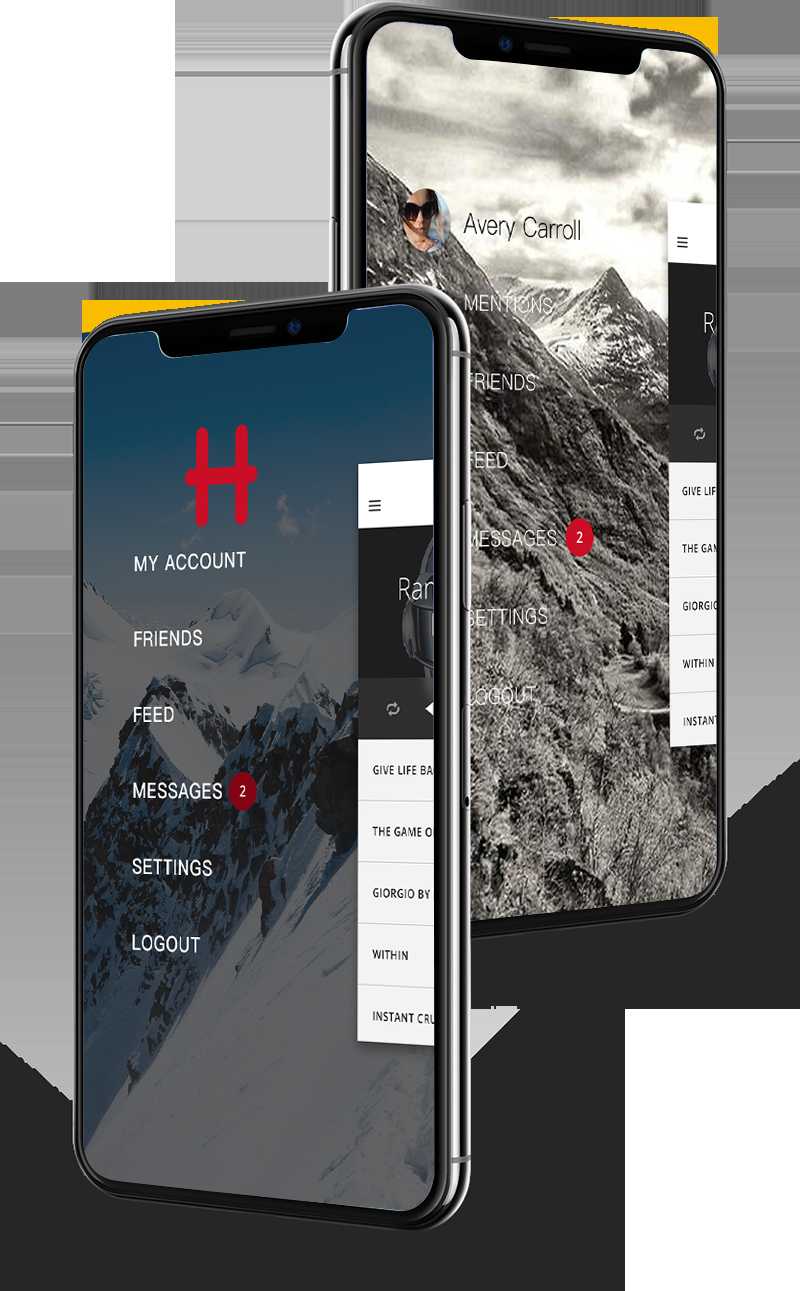 Avery Carroll
MENTIONS
FRIENDS
FEED
MESSAGES 2
SETTINGS
LOGOUT
R
GIVE LIF
THE GAM
GIORGIO
WITHIN
INSTANT
H
MY ACCOUNT
FRIENDS
FEED
MESSAGES 2
SETTINGS
LOGOUT
Ran
GIVE LIFE BA
THE GAME O
GIORGIO BY
WITHIN
INSTANT CRU